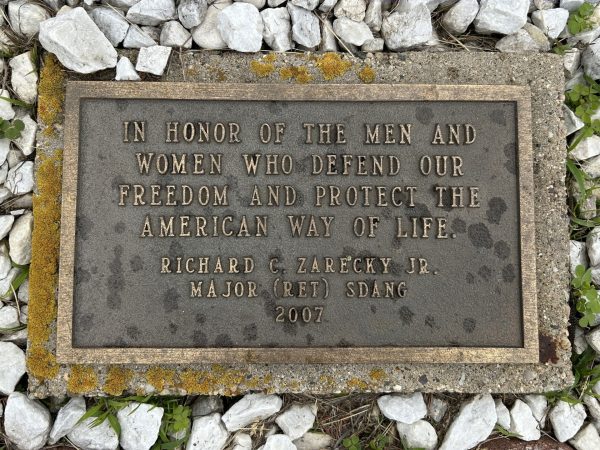 IN HONOR OF THE MEN AND
WOMEN WHO DEFEND OUR
FREEDOM AND PROTECT THE
AMERICAN WAY OF LIFE.
RICHARD C. ZARECKY JR.
MAJOR (RET) SDANG
2007